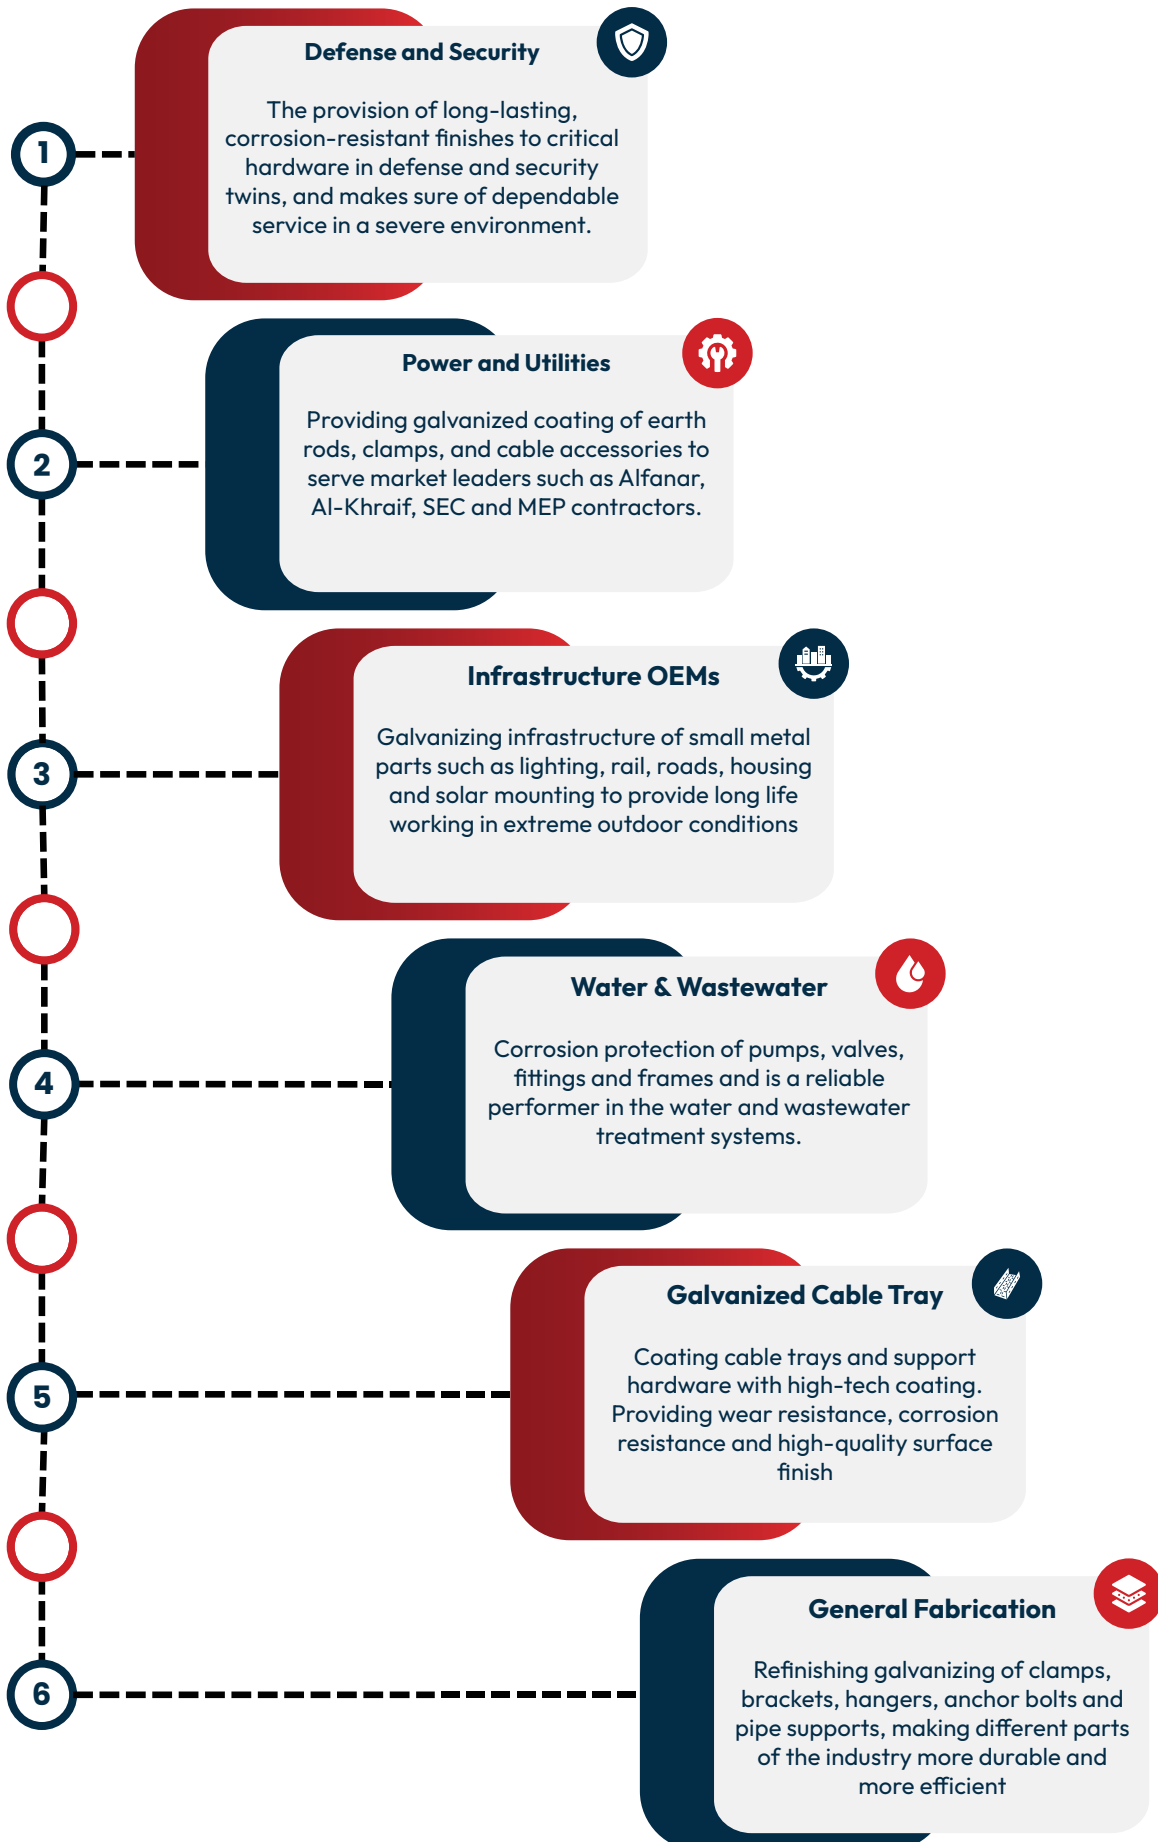 Defense and Security
The provision of long-lasting,
corrosion-resistant finishes to critical
hardware in defense and security
twins, and makes sure of dependable
service in a severe environment.
1
Power and Utilities
Providing galvanized coating of earth
rods, clamps, and cable accessories to
serve market leaders such as Alfanar,
Al-Khraif, SEC and MEP contractors.
2
Infrastructure OEMs
Galvanizing infrastructure of small metal
parts such as lighting, rail, roads, housing
and solar mounting to provide long life
working in extreme outdoor conditions
3
Water & Wastewater
Corrosion protection of pumps, valves,
fittings and frames and is a reliable
performer in the water and wastewater
treatment systems.
4
Galvanized Cable Tray
Coating cable trays and support
hardware with high-tech coating.
Providing wear resistance, corrosion
resistance and high-quality surface
finish
5
General Fabrication
Refinishing galvanizing of clamps,
brackets, hangers, anchor bolts and
pipe supports, making different parts
of the industry more durable and
more efficient
6